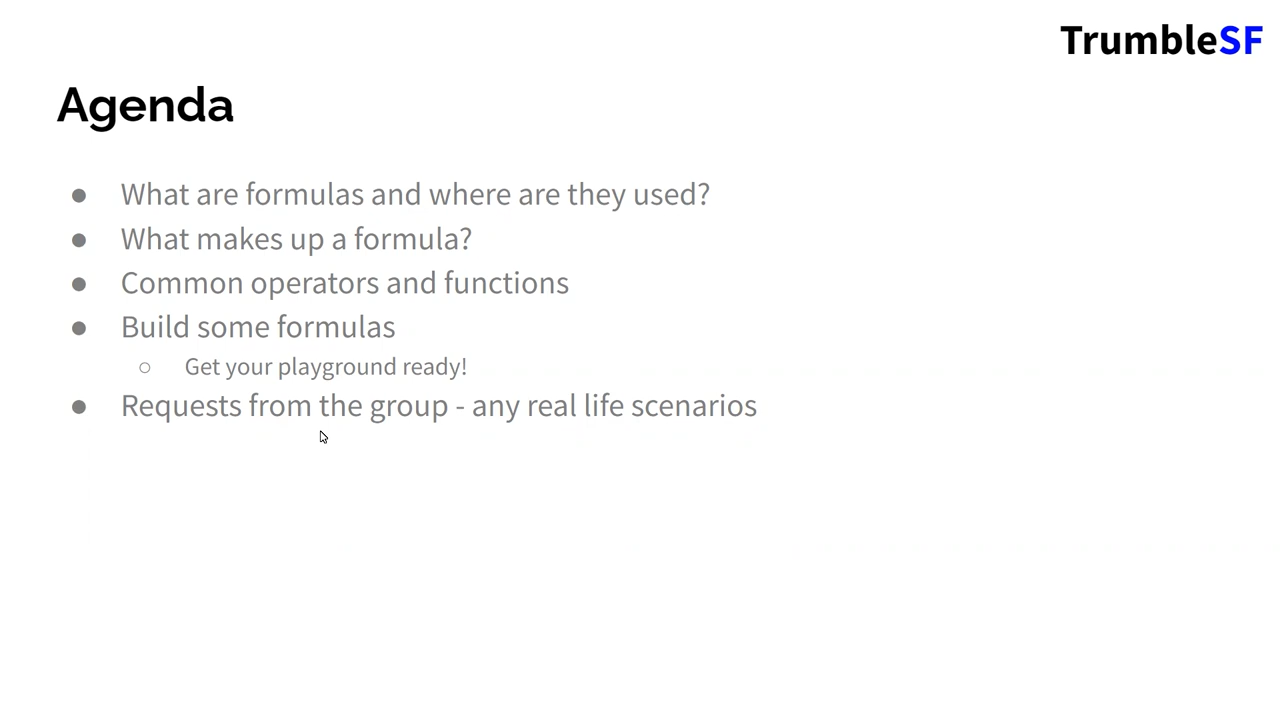 TrumbleSF
Agenda
● What are formulas and where are they used?
● What makes up a formula?
● Common operators and functions
● Build some formulas
○ Get your playground ready!
● Requests from the group - any real life scenarios